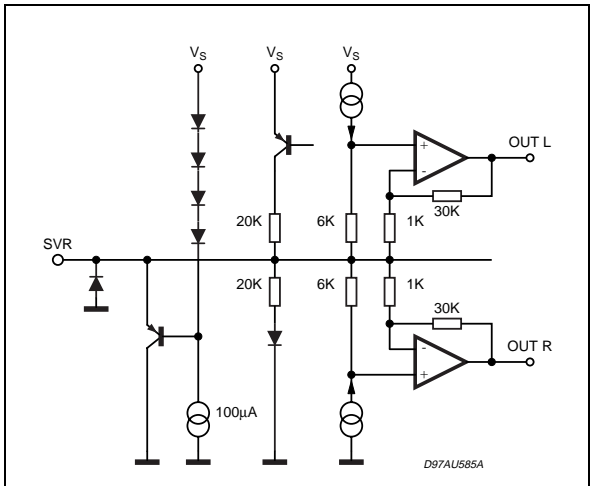 VS VS VS
+ OUT L
-
30K
20K 6K 1K
SVR
20K 6K 1K
30K
- OUT R
+
100μA
D97AU585A